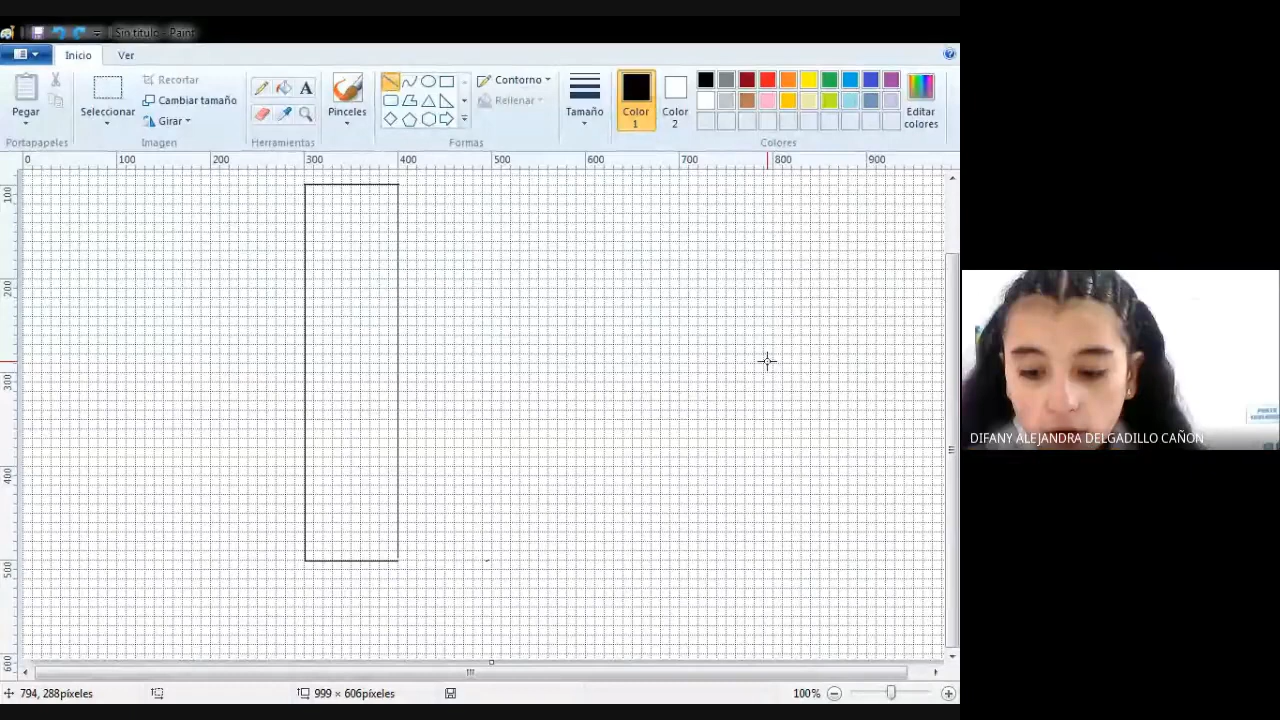 Sin título - Paint
Inicio
Ver
Pegar
Portapapeles
Seleccionar
Recortar
Cambiar tamaño
Girar
Imagen
A
Herramientas
Pinceles
Contorno
Rellenar
Formas
Tamaño
Color
1
Color
2
Editar
colores
Colores
0
100
200
300
400
500
600
700
800
900
100
200
300
400
500
600
DIFANY ALEJANDRA DELGADILLO CAÑON
794, 288píxeles
999 × 606píxeles
100%